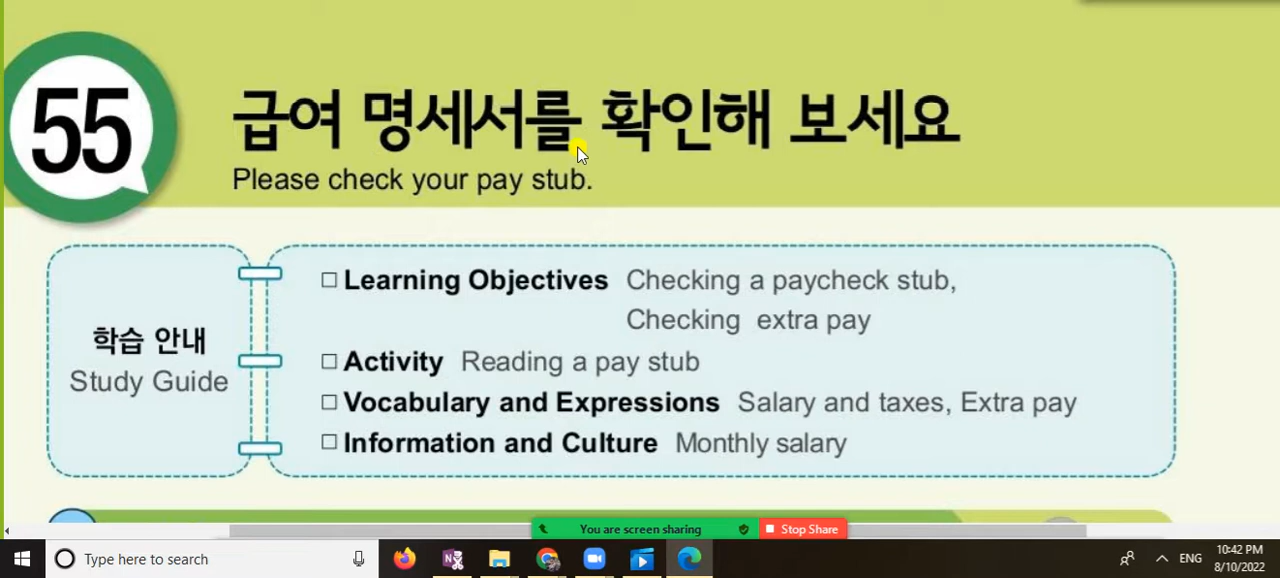 55
급여 명세서를 확인해 보세요
Please check your pay stub.
학습 안내
Study Guide
□ Learning Objectives Checking a paycheck stub,
Checking extra pay
□ Activity Reading a pay stub
□ Vocabulary and Expressions Salary and taxes, Extra pay
□ Information and Culture Monthly salary
You are screen sharing Stop Share
Type here to search
ENG
10:42 PM
8/10/2022